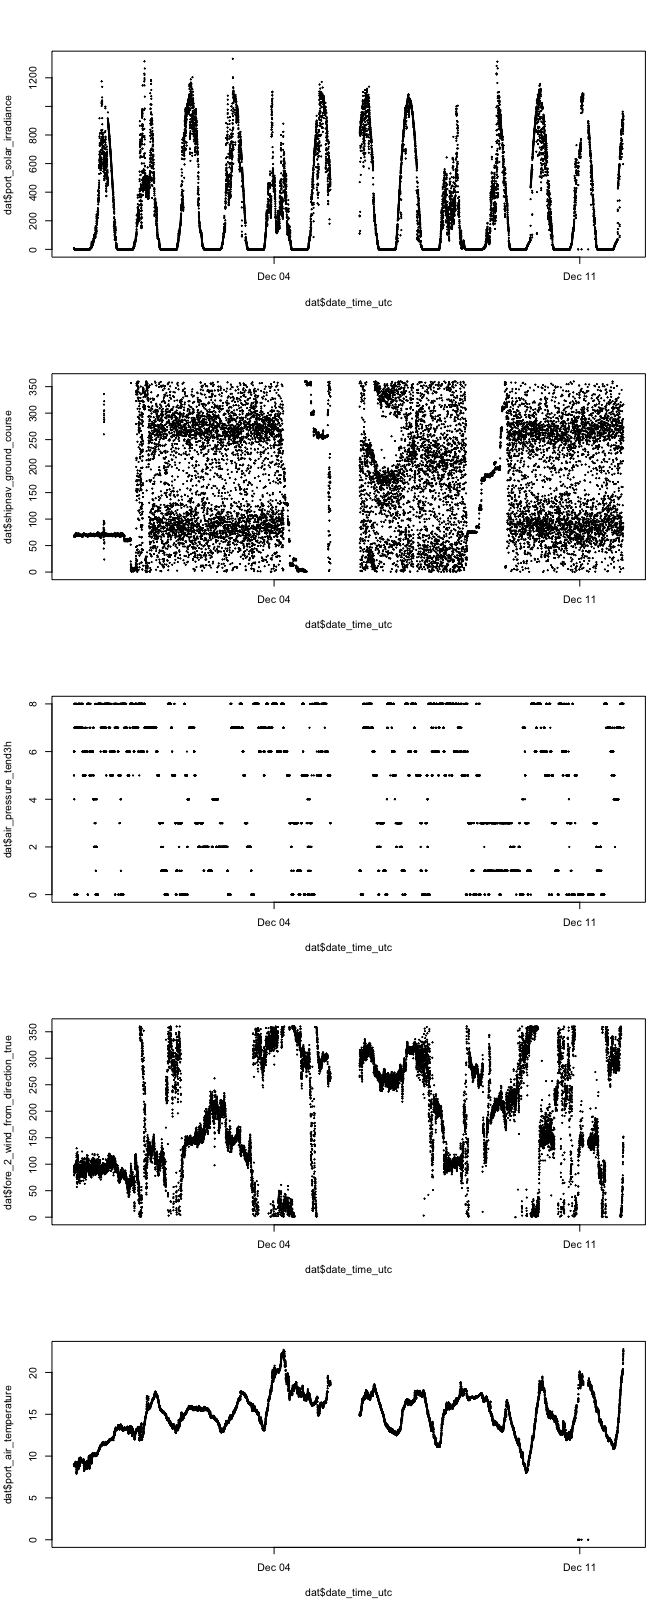 dat$port_solar_irradiance
0 200 400 600 800 1200
Dec 04 Dec 11
dat$date_time_utc
dat$shipnav_ground_course
0 50 100 150 200 250 300 350
Dec 04 Dec 11
dat$date_time_utc
dat$air_pressure_tend3h
0 2 4 6 8
Dec 04 Dec 11
dat$date_time_utc
dat$fore_2_wind_from_direction_true
0 50 100 150 200 250 300 350
Dec 04 Dec 11
dat$date_time_utc
dat$port_air_temperature
0 5 10 15 20
Dec 04 Dec 11
dat$date_time_utc